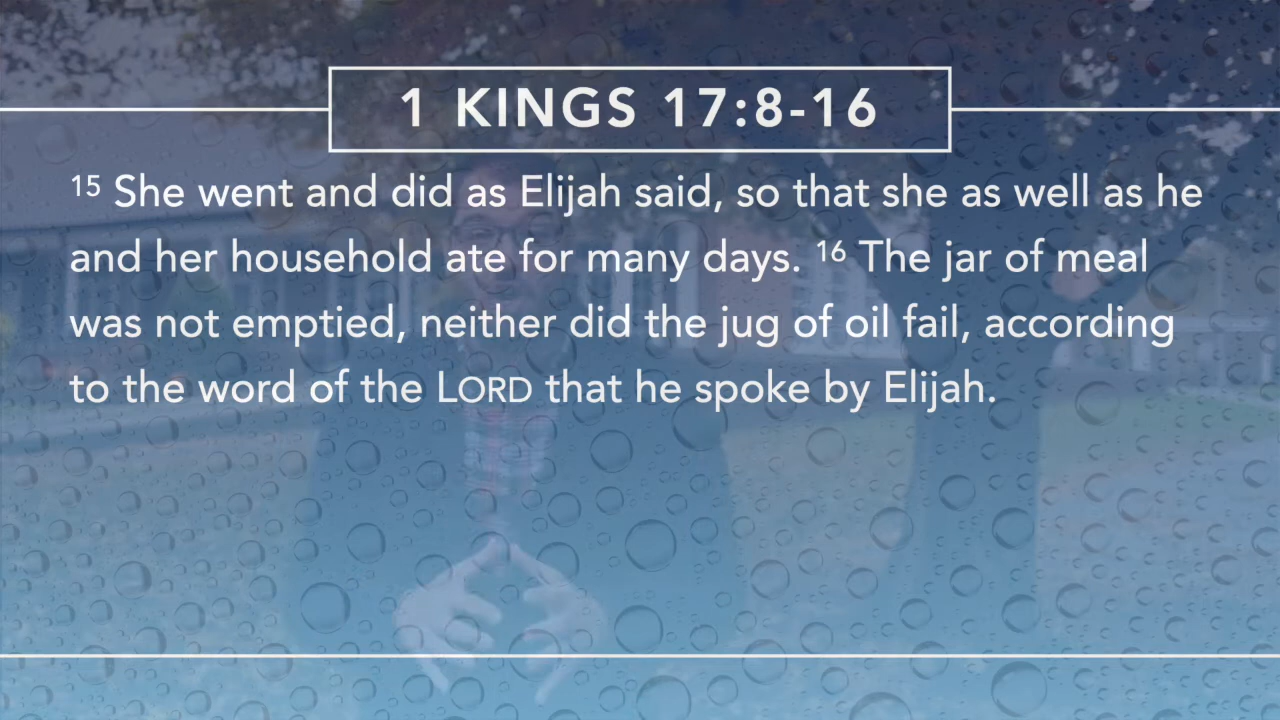 1 KINGS 17:8-16
15 She went and did as Elijah said, so that she as well as he
and her household ate for many days. 16 The jar of meal
was not emptied, neither did the jug of oil fail, according
to the word of the LORD that he spoke by Elijah.